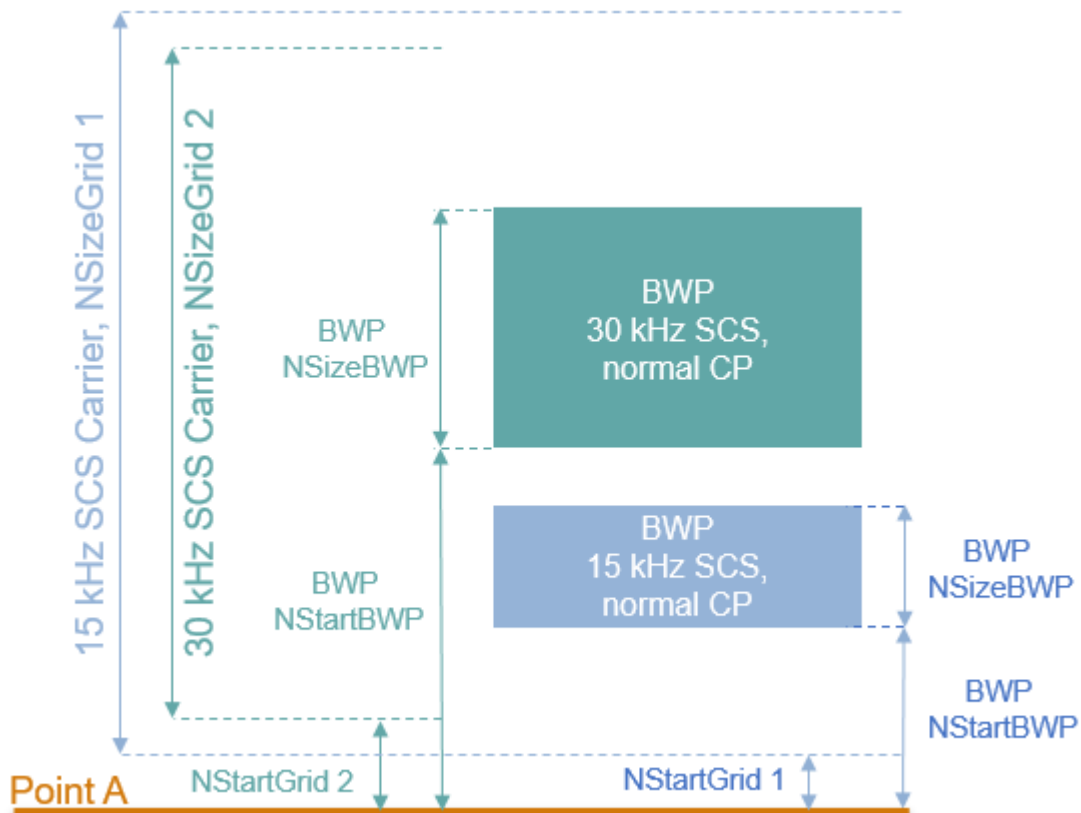 15 kHz SCS Carrier, NSizeGrid 1
30 kHz SCS Carrier, NSizeGrid 2
BWP
NSizeBWP
BWP
30 kHz SCS,
normal CP
BWP
NStartBWP
BWP
15 kHz SCS,
normal CP
BWP
NSizeBWP
BWP
NStartBWP
NStartGrid 2
NStartGrid 1
Point A